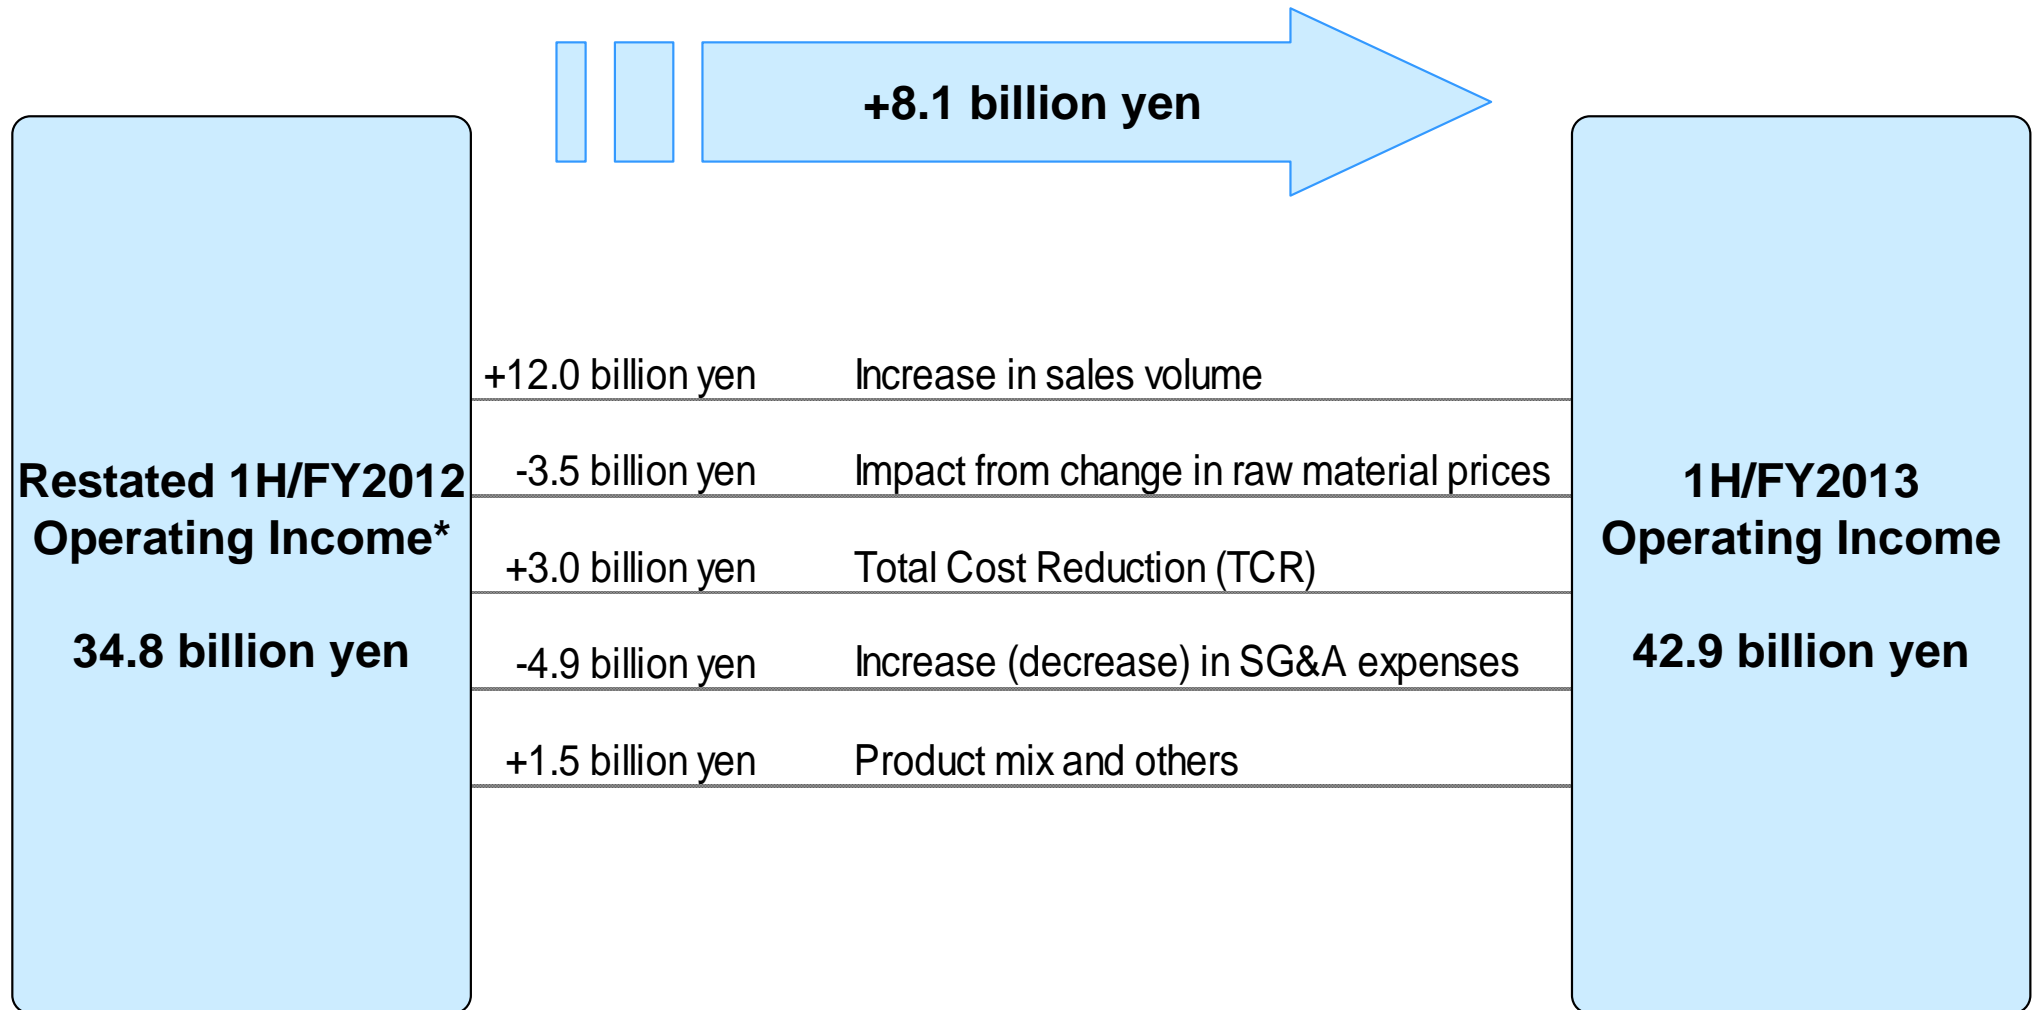 +8.1 billion yen
Restated 1H/FY2012
Operating Income*
34.8 billion yen
+12.0 billion yen Increase in sales volume
-3.5 billion yen Impact from change in raw material prices
+3.0 billion yen Total Cost Reduction (TCR)
-4.9 billion yen Increase (decrease) in SG&A expenses
+1.5 billion yen Product mix and others
1H/FY2013
Operating Income
42.9 billion yen